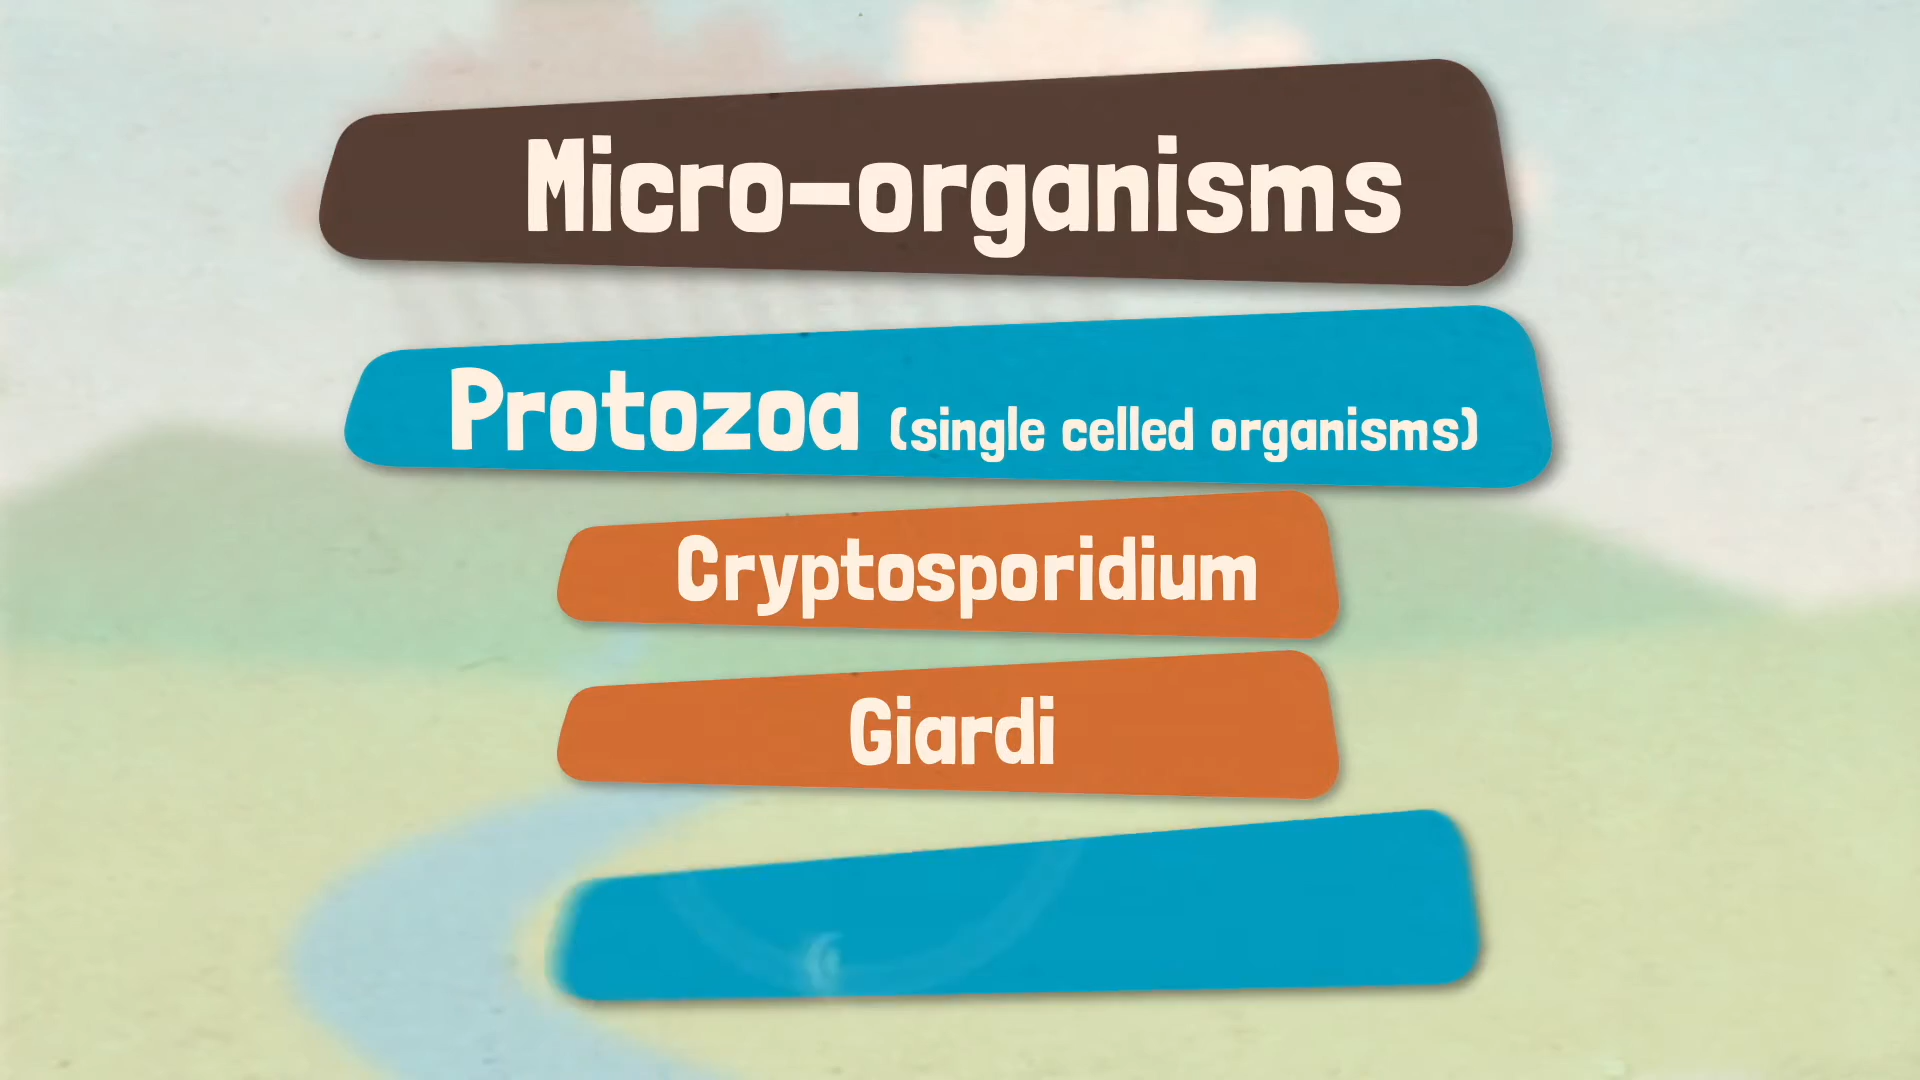 Micro-organisms
Protozoa (single celled organisms)
Cryptosporidium
Giardi